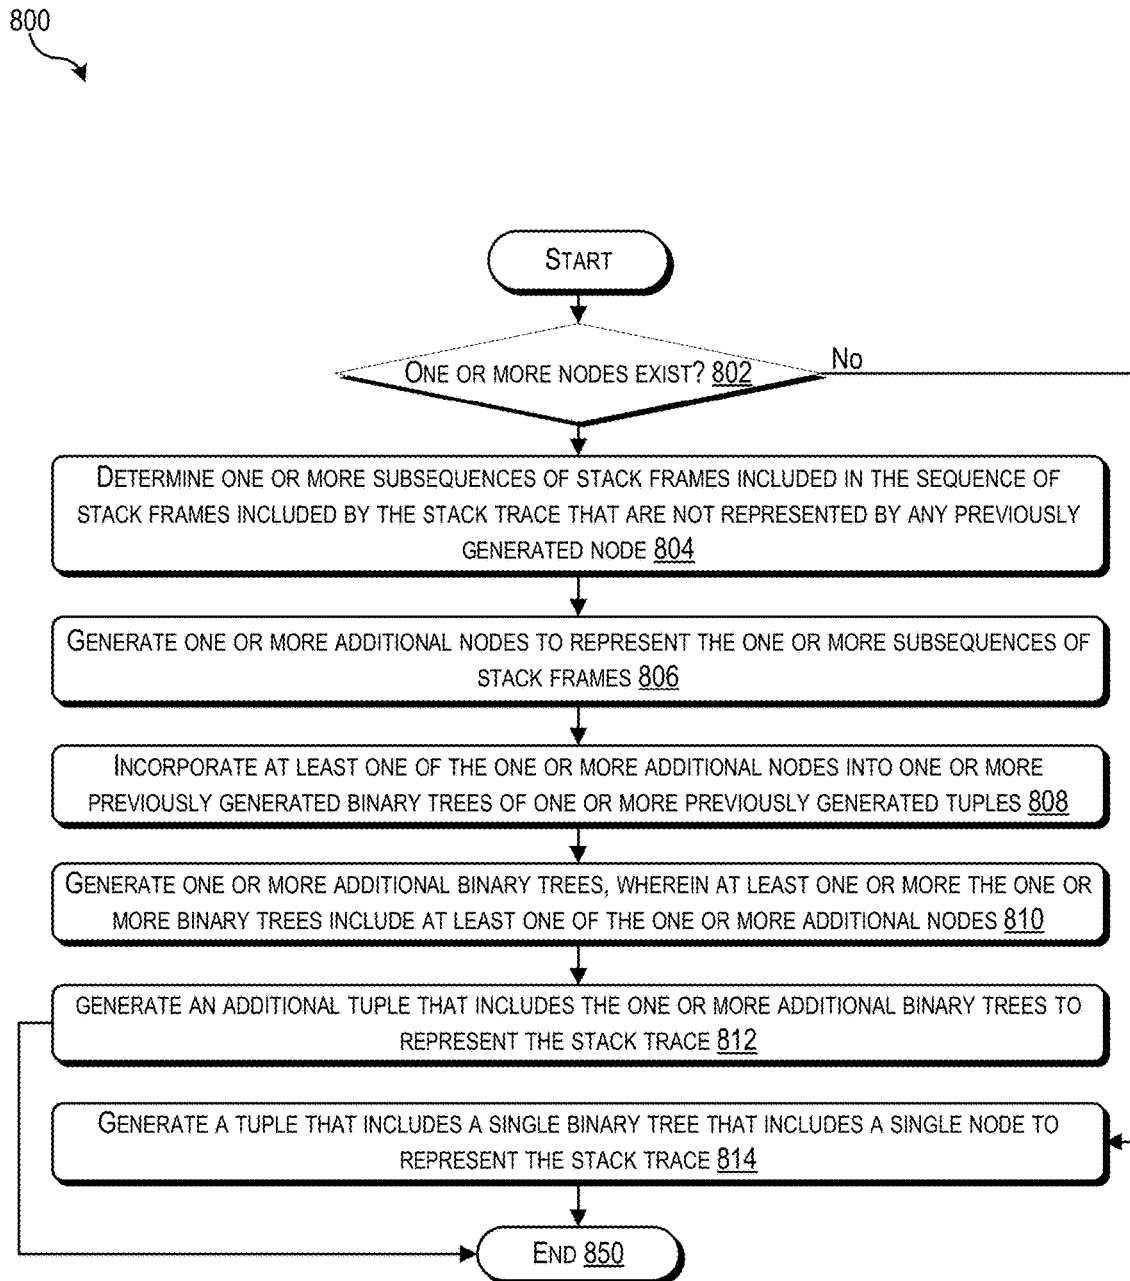 800
START
ONE OR MORE NODES EXIST? 802
No
DETERMINE ONE OR MORE SUBSEQUENCES OF STACK FRAMES INCLUDED IN THE SEQUENCE OF
STACK FRAMES INCLUDED BY THE STACK TRACE THAT ARE NOT REPRESENTED BY ANY PREVIOUSLY
GENERATED NODE 804
GENERATE ONE OR MORE ADDITIONAL NODES TO REPRESENT THE ONE OR MORE SUBSEQUENCES OF
STACK FRAMES 806
INCORPORATE AT LEAST ONE OF THE ONE OR MORE ADDITIONAL NODES INTO ONE OR MORE
PREVIOUSLY GENERATED BINARY TREES OF ONE OR MORE PREVIOUSLY GENERATED TUPLES 808
GENERATE ONE OR MORE ADDITIONAL BINARY TREES, WHEREIN AT LEAST ONE OR MORE THE ONE OR
MORE BINARY TREES INCLUDE AT LEAST ONE OF THE ONE OR MORE ADDITIONAL NODES 810
GENERATE AN ADDITIONAL TUPLE THAT INCLUDES THE ONE OR MORE ADDITIONAL BINARY TREES TO
REPRESENT THE STACK TRACE 812
GENERATE A TUPLE THAT INCLUDES A SINGLE BINARY TREE THAT INCLUDES A SINGLE NODE TO
REPRESENT THE STACK TRACE 814
END 850